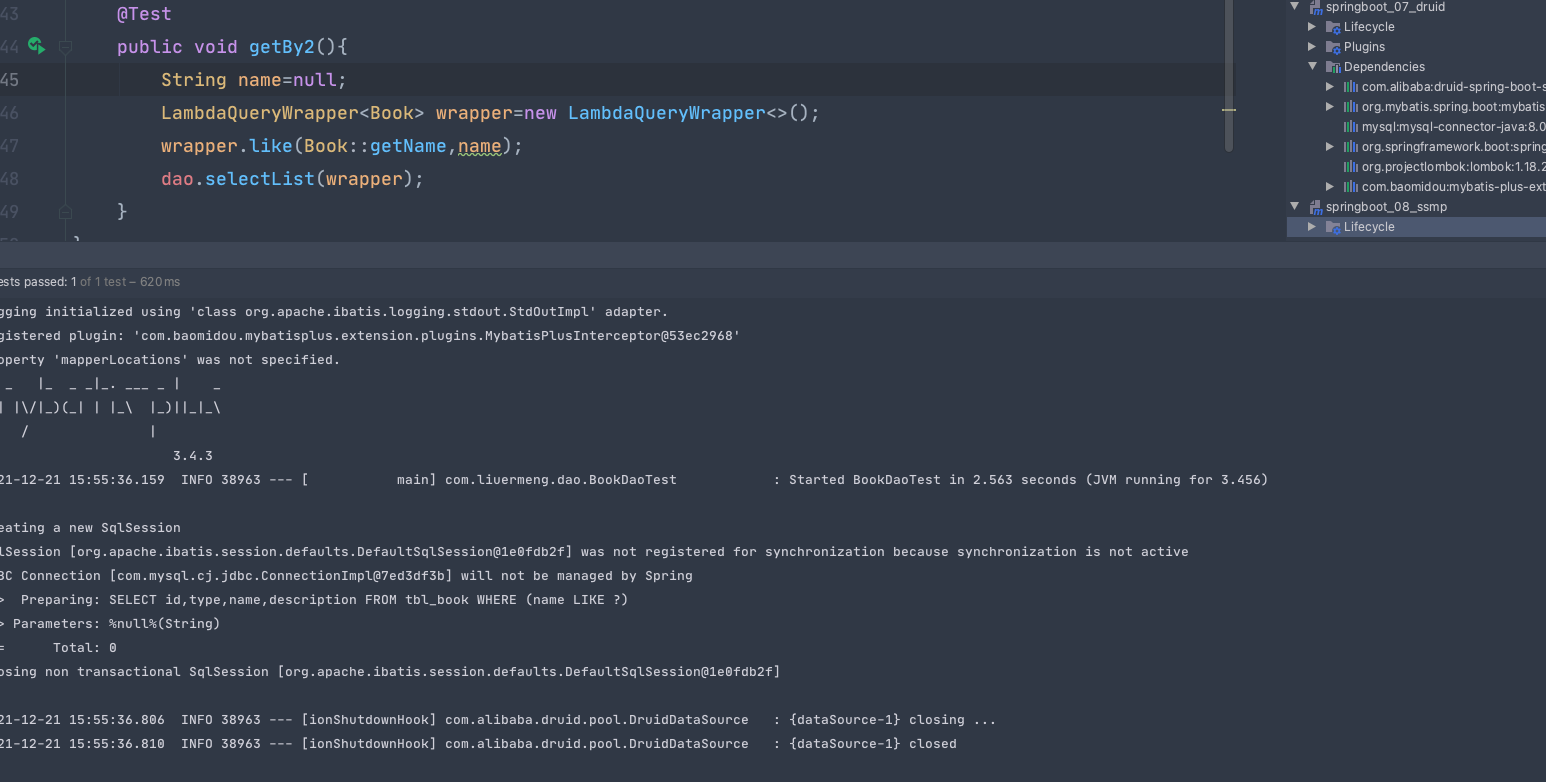 43 @Test
44 public void getBy2(){
45 String name=null;
46 LambdaQueryWrapper<Book> wrapper=new LambdaQueryWrapper<>();
47 wrapper.like(Book::getName,name);
48 dao.selectList(wrapper);
49 }
}
springboot_07_druid
Lifecycle
Plugins
Dependencies
com.alibaba:druid-spring-boot-s
org.mybatis.spring.boot:mybatis
mysql:mysql-connector-java:8.0
org.springframework.boot:spring
org.projectlombok:lombok:1.18.2
com.baomidou:mybatis-plus-ext
springboot_08_ssmp
Lifecycle
ests passed: 1 of 1 test – 620 ms
gging initialized using 'class org.apache.ibatis.logging.stdout.StdOutImpl' adapter.
gistered plugin: 'com.baomidou.mybatisplus.extension.plugins.MybatisPlusInterceptor@53ec2968'
operty 'mapperLocations' was not specified.
_   |_  _ _|_. ___ _ |    _
| |\/|_)(_| | |_\  |_)||_|_\
/               |
3.4.3
21-12-21 15:55:36.159  INFO 38963 --- [           main] com.liuermeng.dao.BookDaoTest            : Started BookDaoTest in 2.563 seconds (JVM running for 3.456)
eating a new SqlSession
lSession [org.apache.ibatis.session.defaults.DefaultSqlSession@1e0fdb2f] was not registered for synchronization because synchronization is not active
BC Connection [com.mysql.cj.jdbc.ConnectionImpl@7ed3df3b] will not be managed by Spring
>  Preparing: SELECT id,type,name,description FROM tbl_book WHERE (name LIKE ?)
> Parameters: %null%(String)
=      Total: 0
osing non transactional SqlSession [org.apache.ibatis.session.defaults.DefaultSqlSession@1e0fdb2f]
21-12-21 15:55:36.806  INFO 38963 --- [ionShutdownHook] com.alibaba.druid.pool.DruidDataSource   : {dataSource-1} closing ...
21-12-21 15:55:36.810  INFO 38963 --- [ionShutdownHook] com.alibaba.druid.pool.DruidDataSource   : {dataSource-1} closed